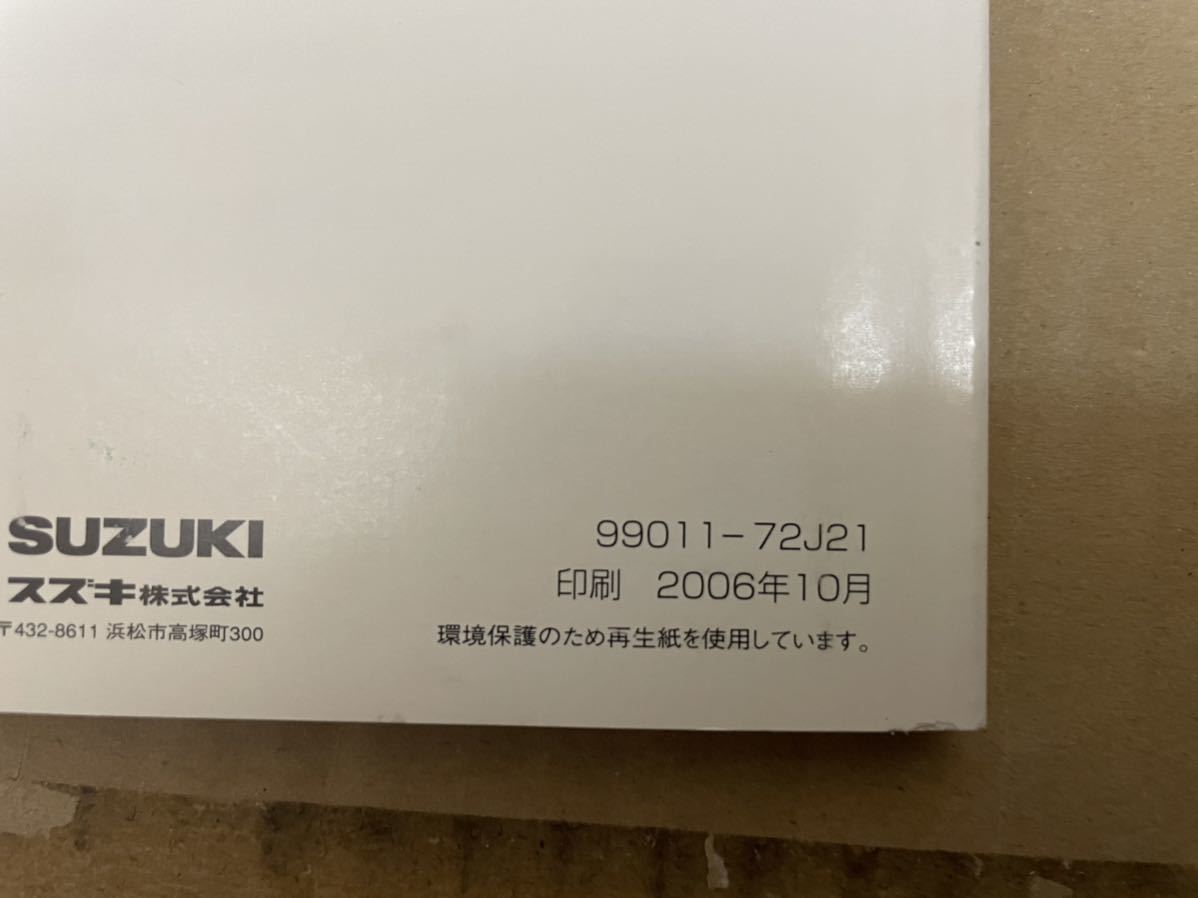 SUZUKI
スズキ株式会社
〒432-8611 浜松市高塚町300
99011-72J21
印刷 2006年10月
環境保護のため再生紙を使用しています。